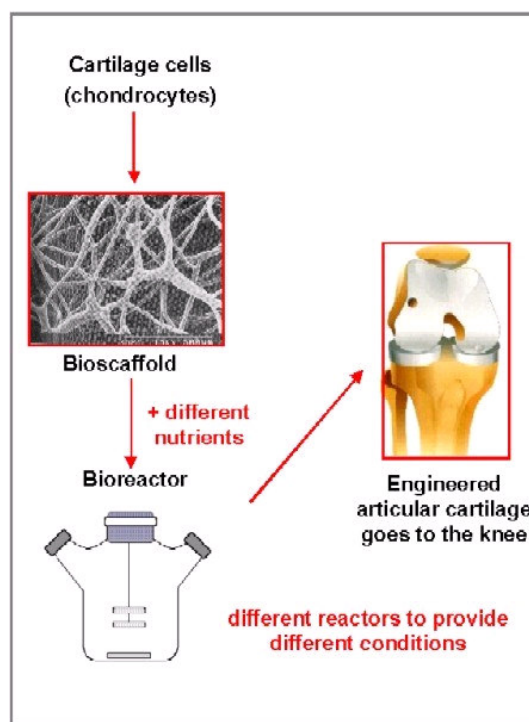 Cartilage cells
(chondrocytes)
Bioscaffold
+ different
nutrients
Bioreactor
Engineered
articular cartilage
goes to the knee
different reactors to provide
different conditions